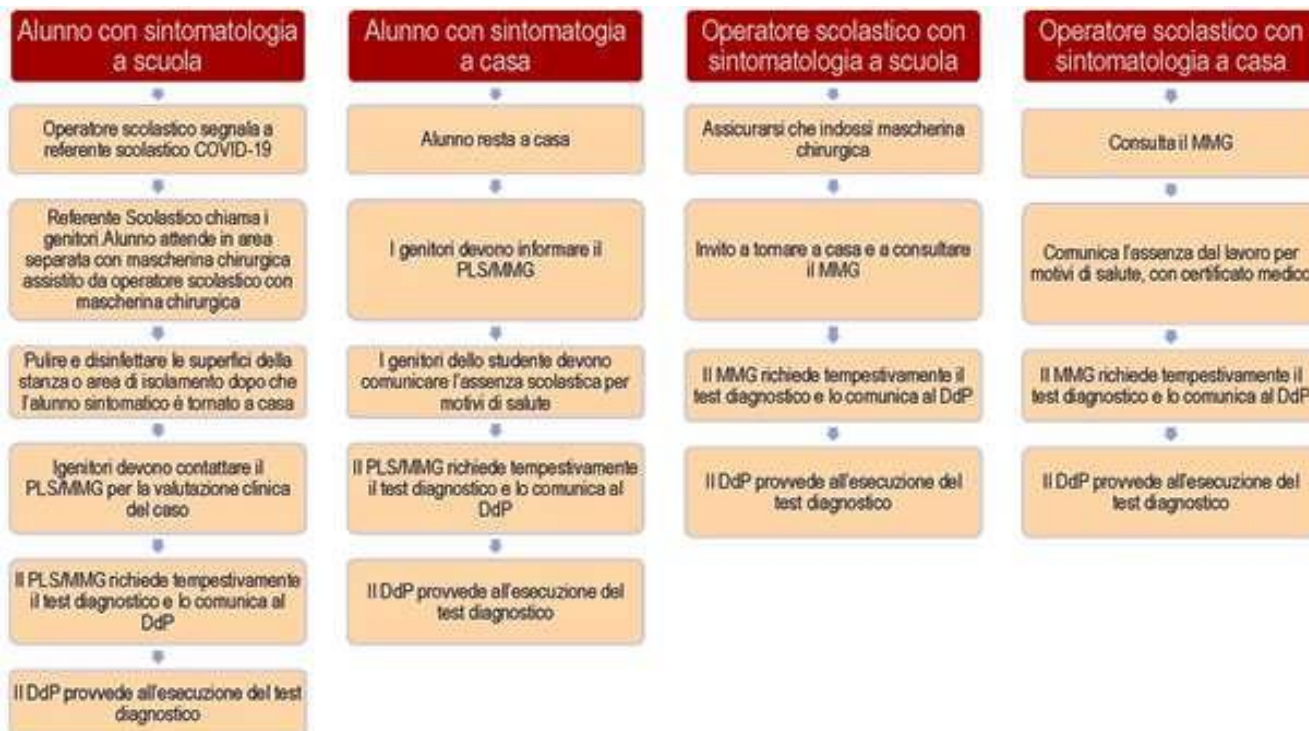 Alunno con sintomatologia
a scuola
Operatore scolastico segnala a
referente scolastico COVID-19
Referente Scolastico chiama i
genitori.Alunno attende in area
separata con mascherina chirurgica
assistito da operatore scolastico con
mascherina chirurgica
Pulire e disinfettare le superfici della
stanza o area di isolamento dopo che
l'alunno sintomatico è tornato a casa
Igenitori devono contattare il
PLS/MMG per la valutazione clinica
del caso
Il PLS/MMG richiede tempestivamente
il test diagnostico e lo comunica al
DdP
Il DdP provvede all'esecuzione del test
diagnostico
Alunno con sintomatogia
a casa
Alunno resta a casa
I genitori devono informare il
PLS/MMG
I genitori dello studente devono
comunicare l'assenza scolastica per
motivi di salute
Il PLS/MMG richiede tempestivamente
il test diagnostico e lo comunica al
DdP
Il DdP provvede all'esecuzione del
test diagnostico
Operatore scolastico con
sintomatologia a scuola
Assicurarsi che indossi mascherina
chirurgica
Invito a tornare a casa e a consultare
il MMG
Il MMG richiede tempestivamente il
test diagnostico e lo comunica al DdP
Il DdP provvede all'esecuzione del
test diagnostico
Operatore scolastico con
sintomatologia a casa
Consulta il MMG
Comunica l'assenza dal lavoro per
motivi di salute, con certificato medico
Il MMG richiede tempestivamente il
test diagnostico e lo comunica al DdP
Il DdP provvede all'esecuzione del
test diagnostico